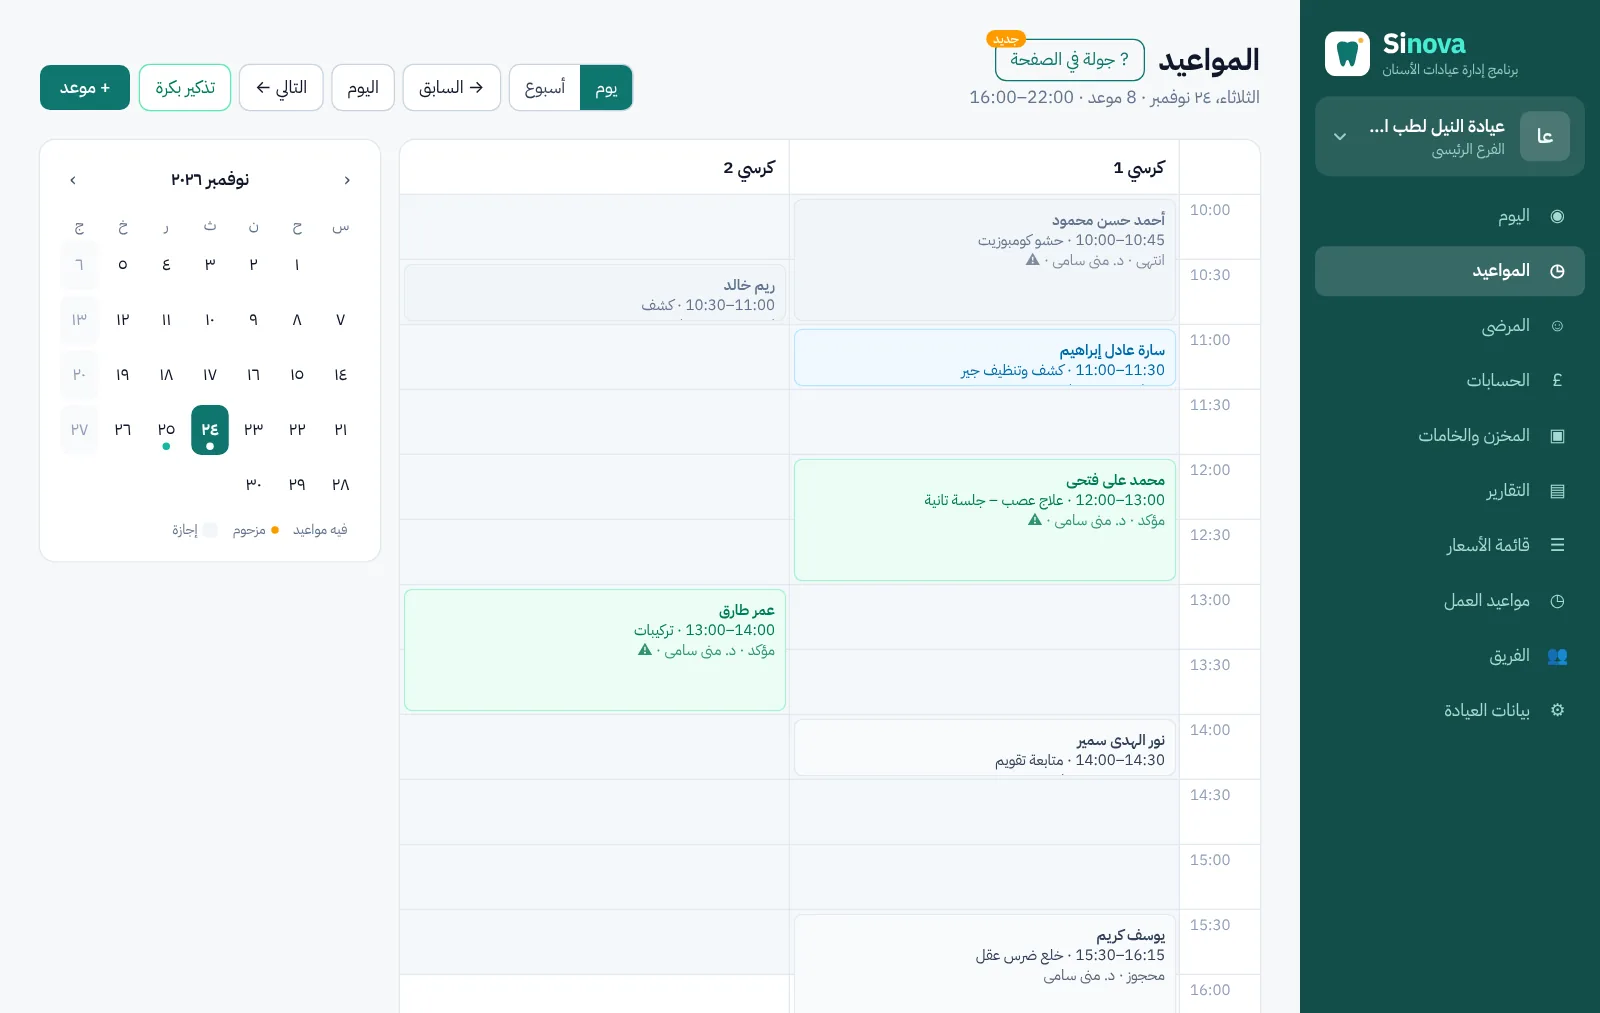 Sinova
برنامج إدارة عيادات الأسنان
عا
عيادة النيل لطب ا...
الفرع الرئيسي
اليوم
المواعيد
المرضى
£ الحسابات
المخزن والخامات
التقارير
قائمة الأسعار
مواعيد العمل
الفريق
بيانات العيادة
المواعيد
? جولة في الصفحة
جديد
الثلاثاء، ٢٤ نوفمبر · 8 موعد · 16:00–22:00
يوم
أسبوع
→ السابق
اليوم
التالي ←
تذكير بكرة
+ موعد
كرسي 1
كرسي 2
10:00
10:30
11:00
11:30
12:00
12:30
13:00
13:30
14:00
14:30
15:00
15:30
16:00
أحمد حسن محمود
10:00–10:45 · حشو كومبوزيت
انتهى · د. منى سامي · ⚠
سارة عادل إبراهيم
11:00–11:30 · كشف وتنظيف جير
محمد علي فتحي
12:00–13:00 · علاج عصب – جلسة تانية
مؤكد · د. منى سامي · ⚠
نور الهدى سمير
14:00–14:30 · متابعة تقويم
يوسف كريم
15:30–16:15 · خلع ضرس عقل
محجوز · د. منى سامي
ريم خالد
10:30–11:00 · كشف
عمر طارق
13:00–14:00 · تركيبات
مؤكد · د. منى سامي · ⚠
نوفمبر ٢٠٢٦
س ح ن ث ر خ ج
١ ٢ ٣ ٤ ٥ ٦
٧ ٨ ٩ ١٠ ١١ ١٢ ١٣
١٤ ١٥ ١٦ ١٧ ١٨ ١٩ ٢٠
٢١ ٢٢ ٢٣ ٢٤ ٢٥ ٢٦ ٢٧
٢٨ ٢٩ ٣٠
فيه مواعيد مزحوم إجازة